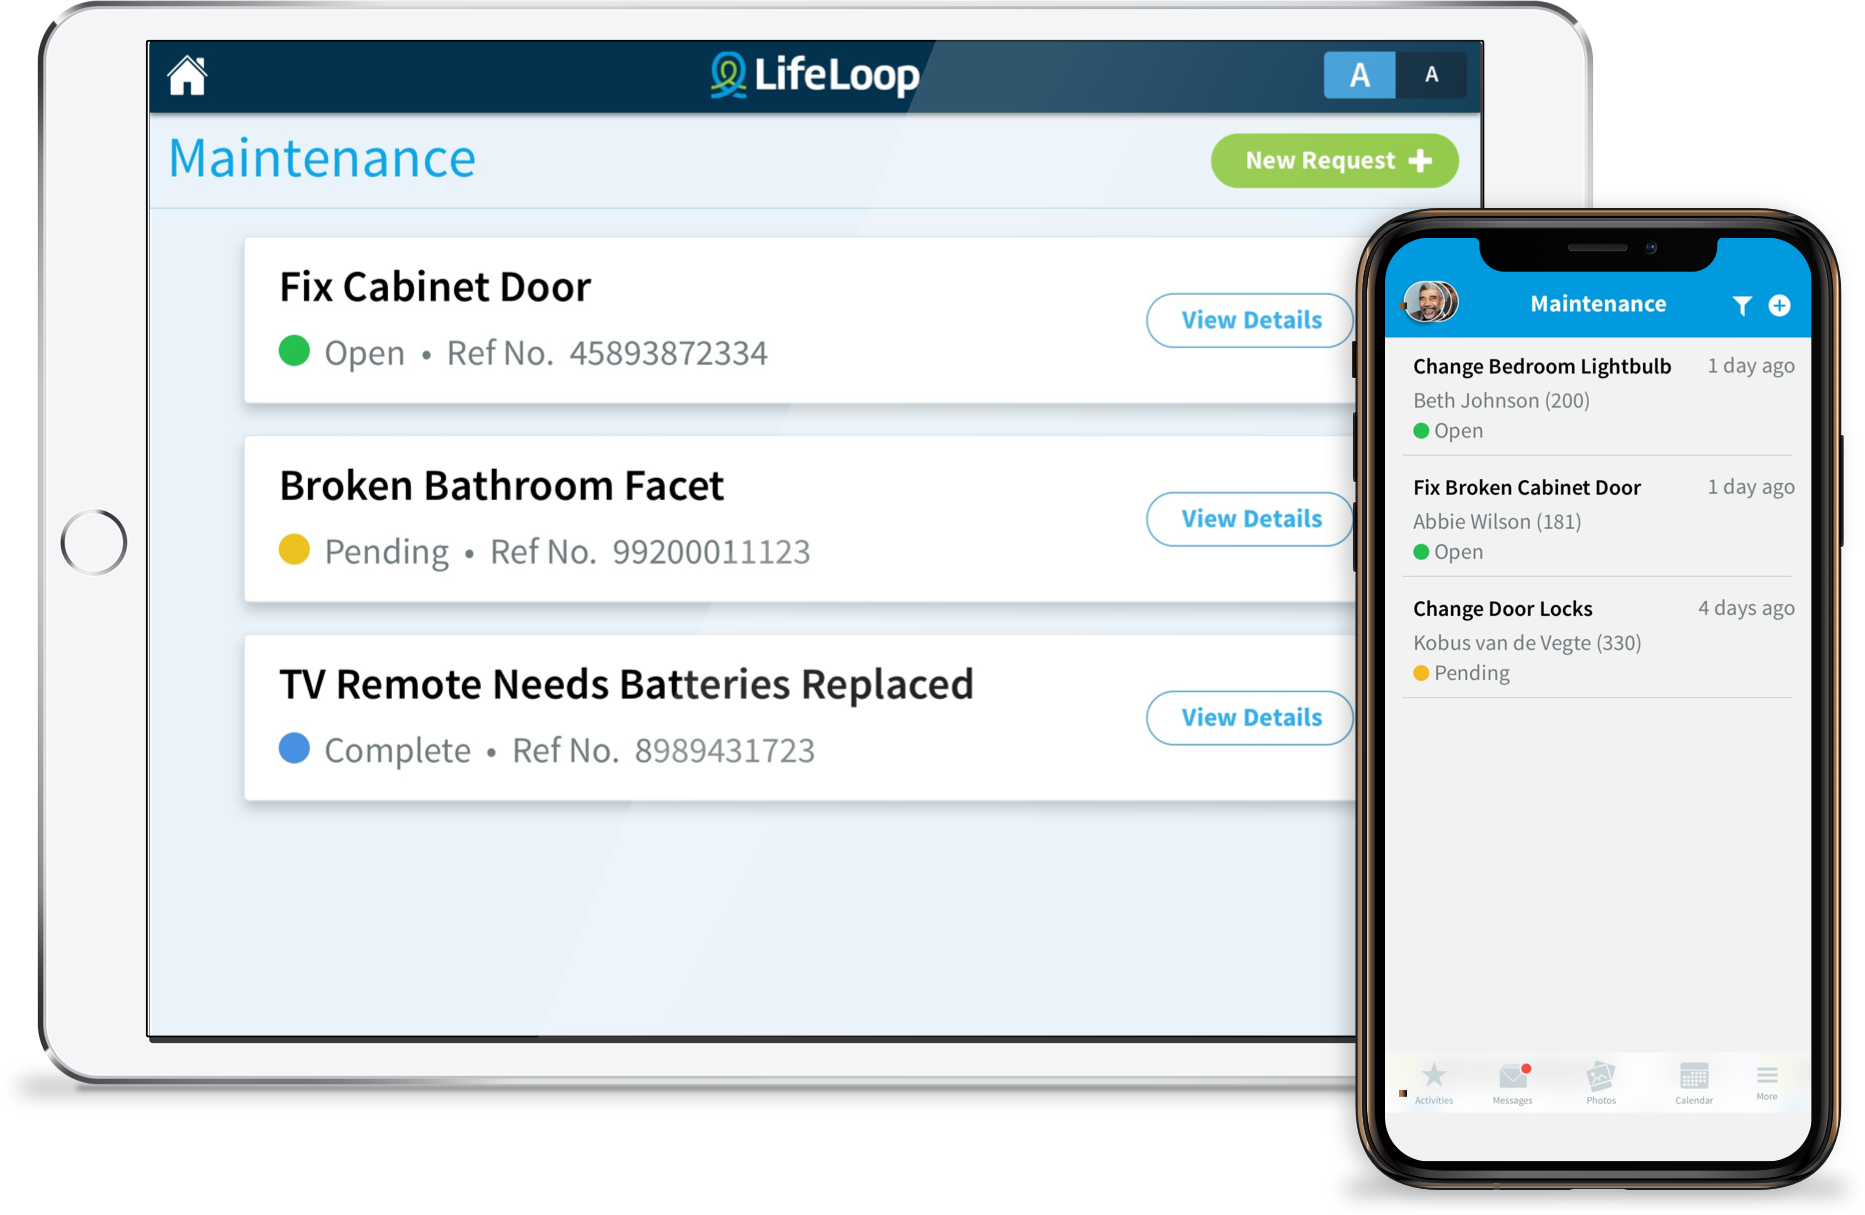 LifeLoop
A A
Maintenance
New Request
Fix Cabinet Door
Open • Ref No. 45893872334
View Details
Broken Bathroom Facet
Pending • Ref No. 99200011123
View Details
TV Remote Needs Batteries Replaced
Complete • Ref No. 8989431723
View Details
Maintenance
Change Bedroom Lightbulb 1 day ago
Beth Johnson (200)
Open
Fix Broken Cabinet Door 1 day ago
Abbie Wilson (181)
Open
Change Door Locks 4 days ago
Kobus van de Vegte (330)
Pending
Activities Messages Photos Calendar More